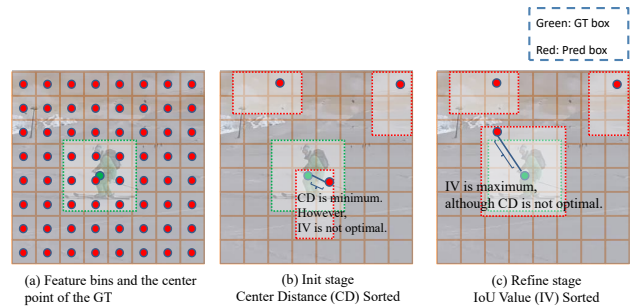 Green: GT box
Red: Pred box
CD is minimum.
However,
IV is not optimal.
IV is maximum,
although CD is not optimal.
(a) Feature bins and the center
point of the GT
(b) Init stage
Center Distance (CD) Sorted
(c) Refine stage
IoU Value (IV) Sorted